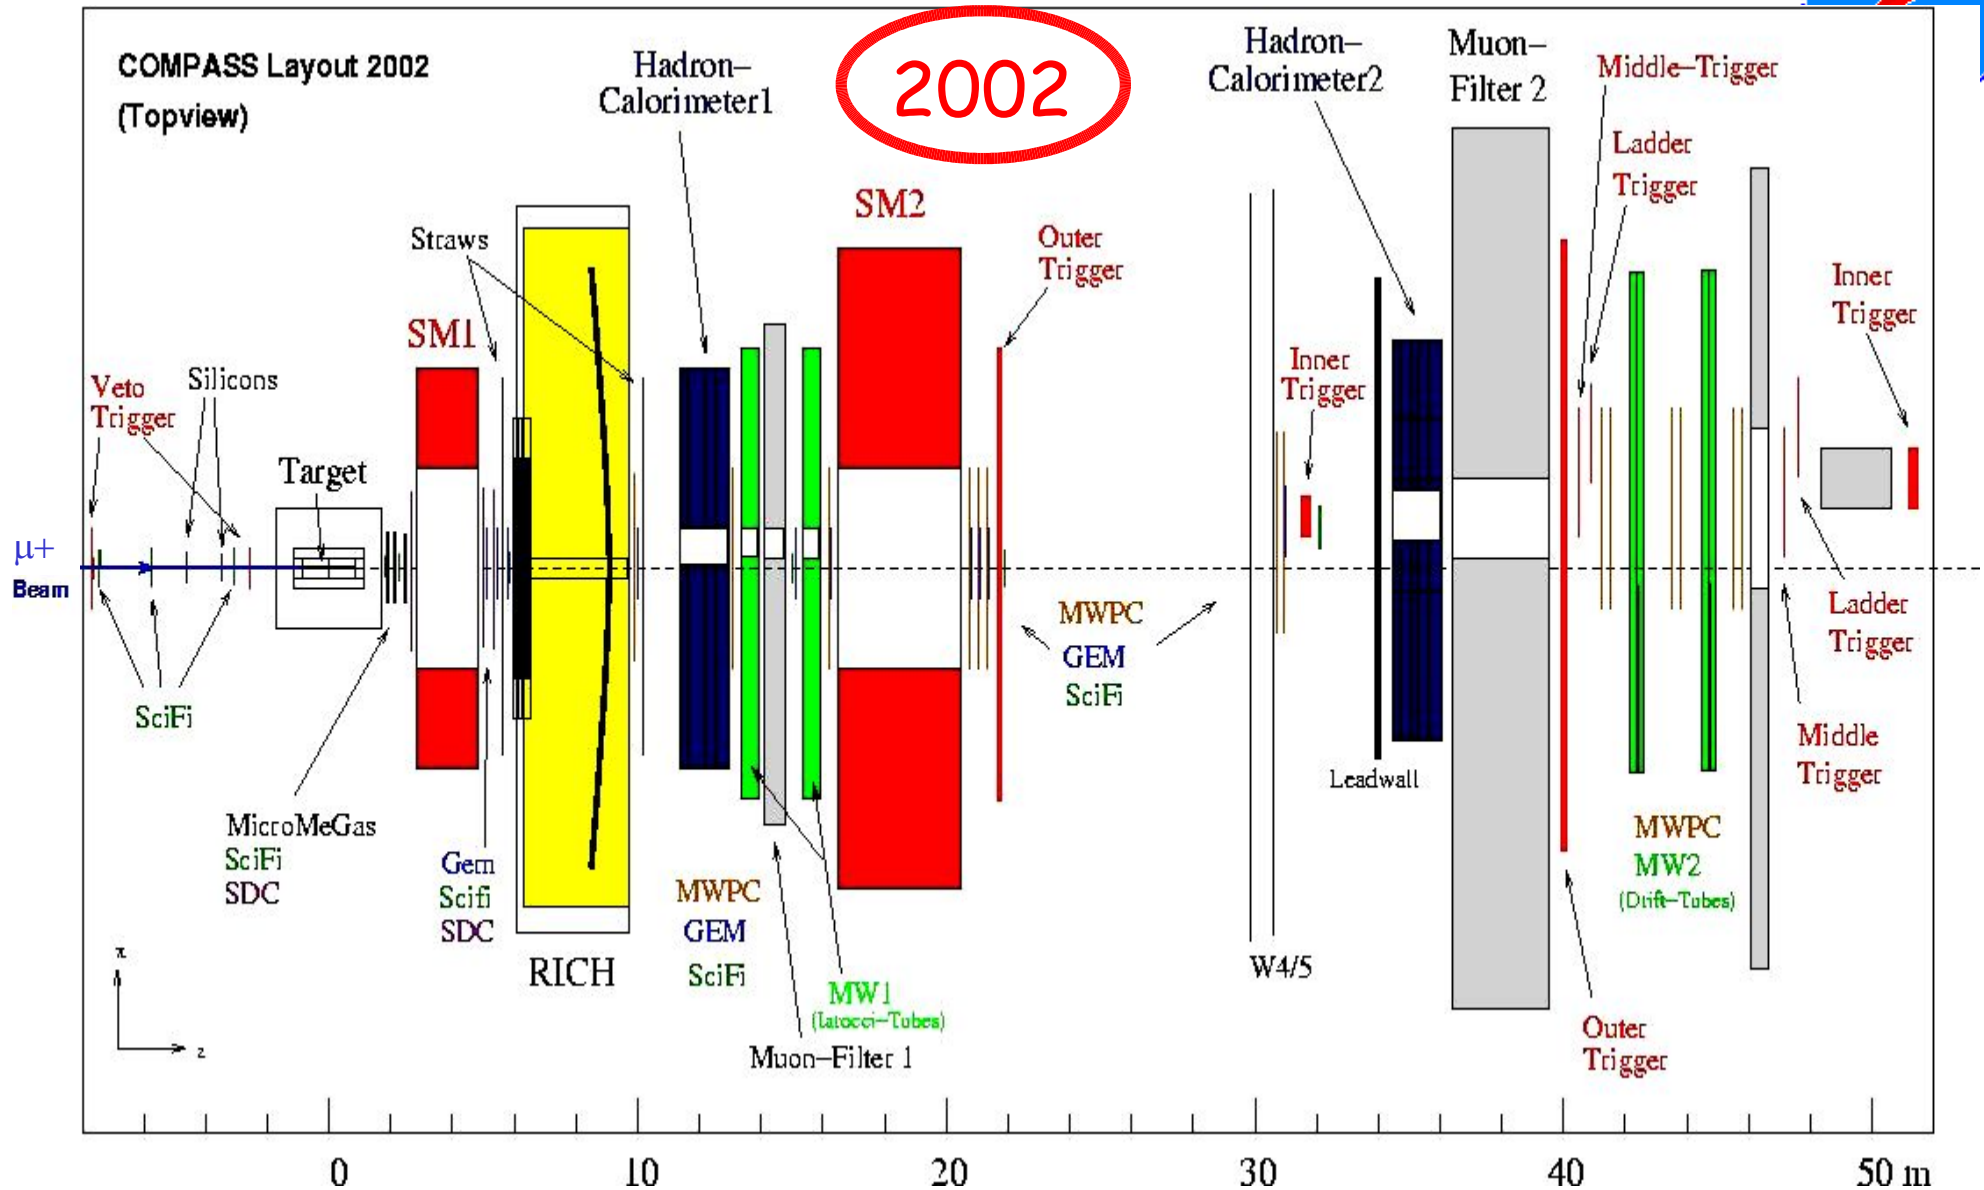 COMPASS Layout 2002
(Topview)
2002
Hadron–
Calorimeter1
Hadron–
Calorimeter2
Muon–
Filter 2
Middle–Trigger
Ladder
Trigger
SM2
Straws
Outer
Trigger
Inner
Trigger
SM1
Veto
Trigger
Silicons
Inner
Trigger
Target
μ+
Beam
MWPC
GEM
SciFi
Ladder
Trigger
SciFi
Middle
Trigger
Leadwall
MicroMeGas
SciFi
SDC
Gem
Scifi
SDC
MWPC
GEM
SciFi
MWPC
MW2
(Drift–Tubes)
RICH
W4/5
MW1
(Iarocci–Tubes)
Muon–Filter 1
Outer
Trigger
x
z
0 10 20 30 40 50 m